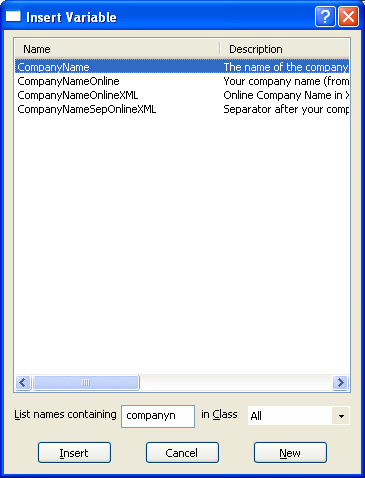 Insert Variable
Name Description
CompanyName The name of the company
CompanyNameOnline Your company name (from
CompanyNameOnlineXML Online Company Name in X
CompanyNameSepOnlineXML Separator after your comp
List names containing companyn in Class All
Insert Cancel New